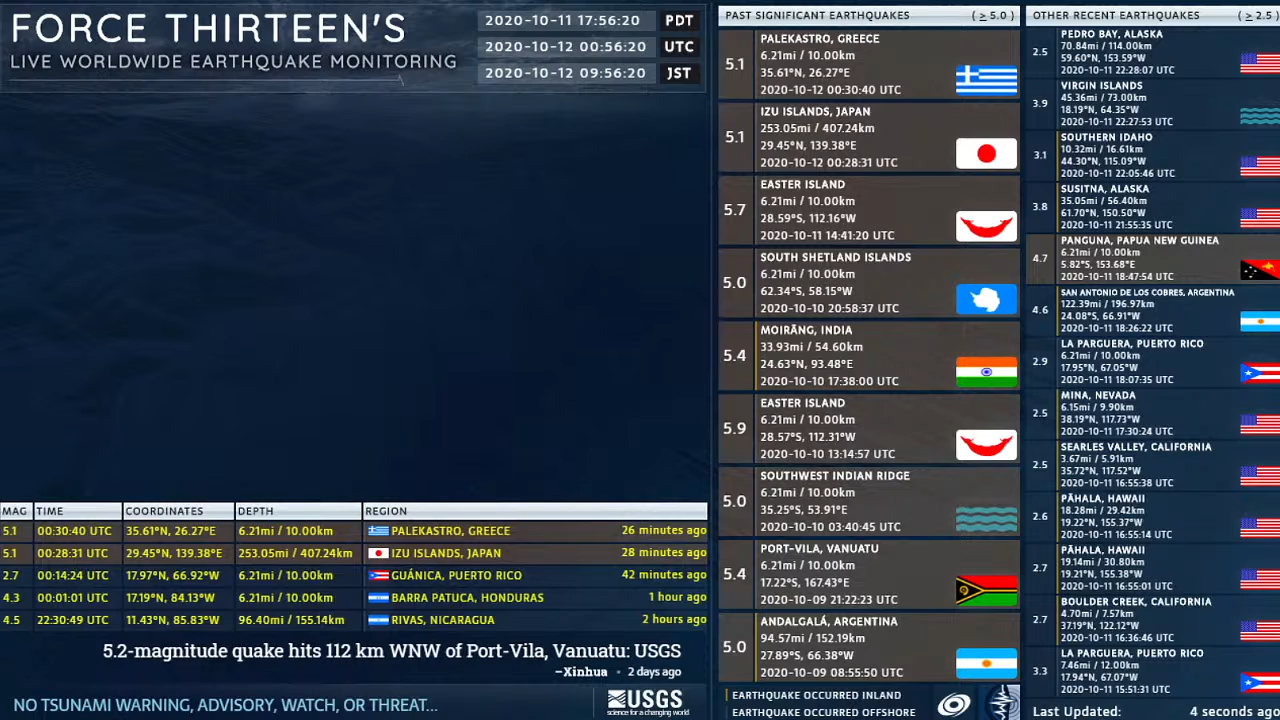 FORCE THIRTEEN'S
LIVE WORLDWIDE EARTHQUAKE MONITORING
2020-10-11 17:56:20 PDT
2020-10-12 00:56:20 UTC
2020-10-12 09:56:20 JST
MAG TIME COORDINATES DEPTH REGION
5.1 00:30:40 UTC 35.61°N, 26.27°E 6.21mi / 10.00km PALEKASTRO, GREECE 26 minutes ago
5.1 00:28:31 UTC 29.45°N, 139.38°E 253.05mi / 407.24km IZU ISLANDS, JAPAN 28 minutes ago
2.7 00:14:24 UTC 17.97°N, 66.92°W 6.21mi / 10.00km GUÁNICA, PUERTO RICO 42 minutes ago
4.3 00:01:01 UTC 17.19°N, 84.13°W 6.21mi / 10.00km BARRA PATUCA, HONDURAS 1 hour ago
4.5 22:30:49 UTC 11.43°N, 85.83°W 96.40mi / 155.14km RIVAS, NICARAGUA 2 hours ago
5.2-magnitude quake hits 112 km WNW of Port-Vila, Vanuatu: USGS
–Xinhua • 2 days ago
NO TSUNAMI WARNING, ADVISORY, WATCH, OR THREAT...
USGS
science for a changing world
PAST SIGNIFICANT EARTHQUAKES (≥ 5.0)
5.1
PALEKASTRO, GREECE
6.21mi / 10.00km
35.61°N, 26.27°E
2020-10-12 00:30:40 UTC
5.1
IZU ISLANDS, JAPAN
253.05mi / 407.24km
29.45°N, 139.38°E
2020-10-12 00:28:31 UTC
5.7
EASTER ISLAND
6.21mi / 10.00km
28.59°S, 112.16°W
2020-10-11 14:41:20 UTC
5.0
SOUTH SHETLAND ISLANDS
6.21mi / 10.00km
62.34°S, 58.15°W
2020-10-10 20:58:37 UTC
5.4
MOIRĀNG, INDIA
33.93mi / 54.60km
24.63°N, 93.48°E
2020-10-10 17:38:00 UTC
5.9
EASTER ISLAND
6.21mi / 10.00km
28.57°S, 112.31°W
2020-10-10 13:14:57 UTC
5.0
SOUTHWEST INDIAN RIDGE
6.21mi / 10.00km
35.25°S, 53.91°E
2020-10-10 03:40:45 UTC
5.4
PORT-VILA, VANUATU
6.21mi / 10.00km
17.22°S, 167.43°E
2020-10-09 21:22:23 UTC
5.0
ANDALGALÁ, ARGENTINA
94.57mi / 152.19km
27.89°S, 66.38°W
2020-10-09 08:55:50 UTC
EARTHQUAKE OCCURRED INLAND
EARTHQUAKE OCCURRED OFFSHORE
OTHER RECENT EARTHQUAKES (≥ 2.5)
2.5
PEDRO BAY, ALASKA
70.84mi / 114.00km
59.60°N, 153.59°W
2020-10-11 22:28:07 UTC
3.9
VIRGIN ISLANDS
45.36mi / 73.00km
18.19°N, 64.35°W
2020-10-11 22:27:53 UTC
3.1
SOUTHERN IDAHO
10.32mi / 16.61km
44.30°N, 115.09°W
2020-10-11 22:05:46 UTC
3.8
SUSITNA, ALASKA
35.05mi / 56.40km
61.70°N, 150.50°W
2020-10-11 21:55:35 UTC
4.7
PANGUNA, PAPUA NEW GUINEA
6.21mi / 10.00km
5.82°S, 153.68°E
2020-10-11 18:47:54 UTC
4.6
SAN ANTONIO DE LOS COBRES, ARGENTINA
122.39mi / 196.97km
24.08°S, 66.91°W
2020-10-11 18:26:22 UTC
2.9
LA PARGUERA, PUERTO RICO
6.21mi / 10.00km
17.95°N, 67.05°W
2020-10-11 18:07:35 UTC
2.5
MINA, NEVADA
6.15mi / 9.90km
38.19°N, 117.73°W
2020-10-11 17:30:24 UTC
2.5
SEARLES VALLEY, CALIFORNIA
3.67mi / 5.91km
35.72°N, 117.52°W
2020-10-11 16:55:38 UTC
2.6
PĀHALA, HAWAII
18.28mi / 29.42km
19.22°N, 155.37°W
2020-10-11 16:55:14 UTC
2.7
PĀHALA, HAWAII
19.14mi / 30.80km
19.21°N, 155.38°W
2020-10-11 16:55:01 UTC
2.7
BOULDER CREEK, CALIFORNIA
4.70mi / 7.57km
37.19°N, 122.12°W
2020-10-11 16:36:46 UTC
3.3
LA PARGUERA, PUERTO RICO
7.46mi / 12.00km
17.94°N, 67.07°W
2020-10-11 15:51:31 UTC
Last Updated: 4 seconds ago